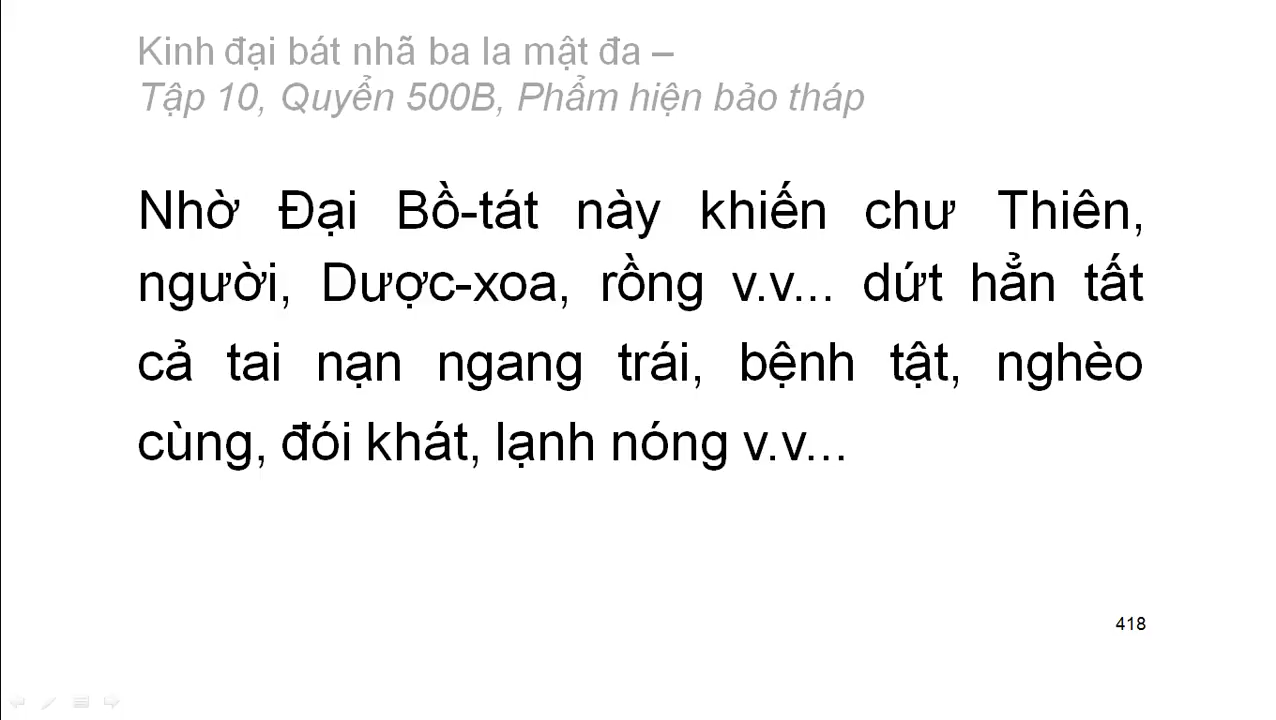 Kinh đại bát nhã ba la mật đa –
Tập 10, Quyển 500B, Phẩm hiện bảo tháp
Nhờ Đại Bồ-tát này khiến chư Thiên,
người, Dược-xoa, rồng v.v... dứt hẳn tất
cả tai nạn ngang trái, bệnh tật, nghèo
cùng, đói khát, lạnh nóng v.v...
418